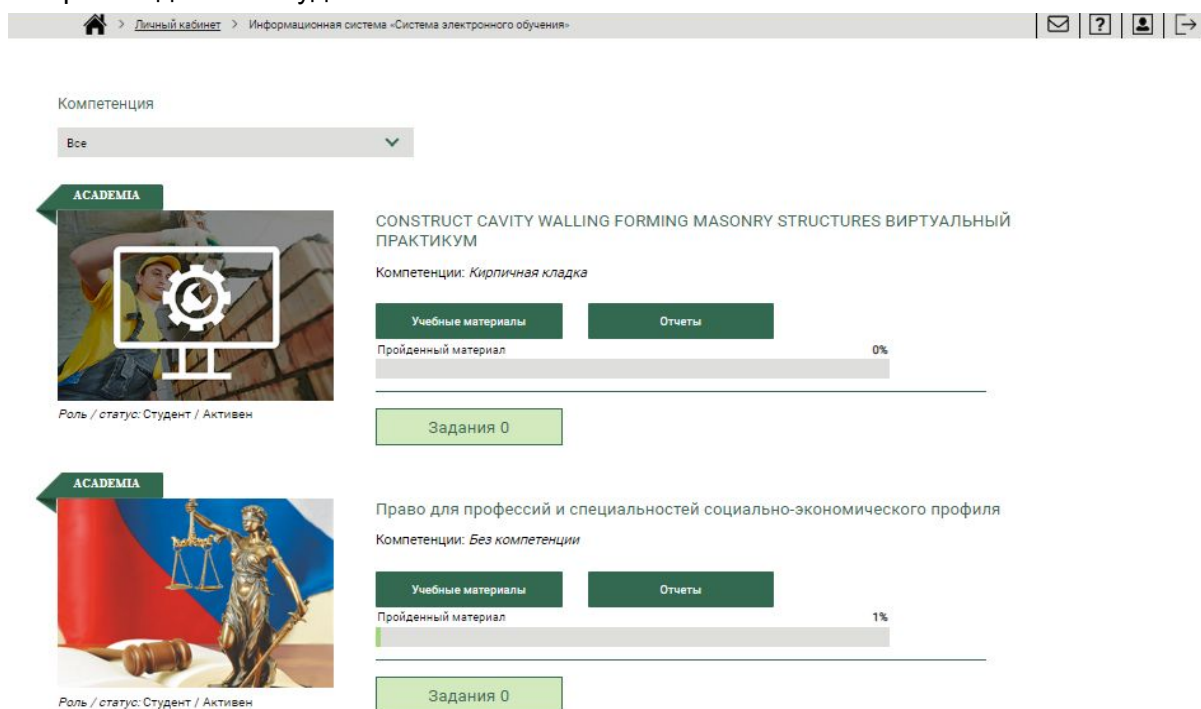 > Личный кабинет > Информационная система «Система электронного обучения»
Компетенция
Все
ACADEMIA
CONSTRUCT CAVITY WALLING FORMING MASONRY STRUCTURES ВИРТУАЛЬНЫЙ
ПРАКТИКУМ
Компетенции: Кирпичная кладка
Учебные материалы Отчеты
Пройденный материал 0%
Роль / статус: Студент / Активен
Задания 0
ACADEMIA
Право для профессий и специальностей социально-экономического профиля
Компетенции: Без компетенции
Учебные материалы Отчеты
Пройденный материал 1%
Роль / статус: Студент / Активен
Задания 0